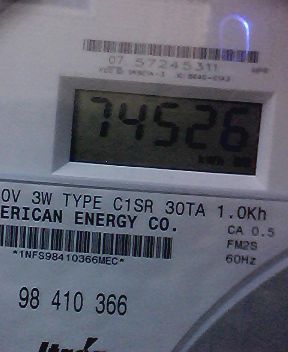 07 57245311
74526
kWh
0V 3W TYPE C1SR 30TA 1.0Kh
ERICAN ENERGY CO.
CA 0.5
FM2S
60Hz
*1NFS98410366MEC*
98 410 366